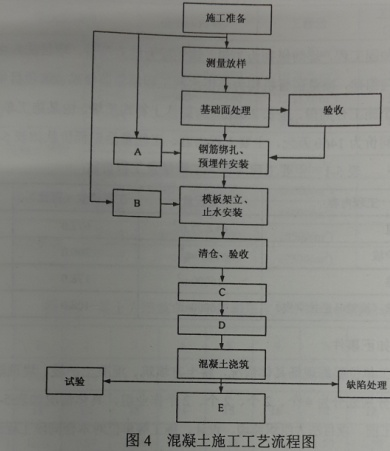 施工准备
测量放样
基础面处理
验收
A
钢筋绑扎、
预埋件安装
B
模板架立、
止水安装
清仓、验收
C
D
混凝土浇筑
试验
缺陷处理
E
图4 混凝土施工工艺流程图